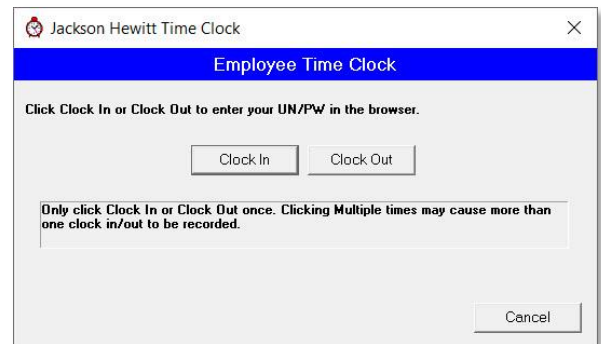 Jackson Hewitt Time Clock
Employee Time Clock
Click Clock In or Clock Out to enter your UN/PW in the browser.
Clock In Clock Out
Only click Clock In or Clock Out once. Clicking Multiple times may cause more than
one clock in/out to be recorded.
Cancel